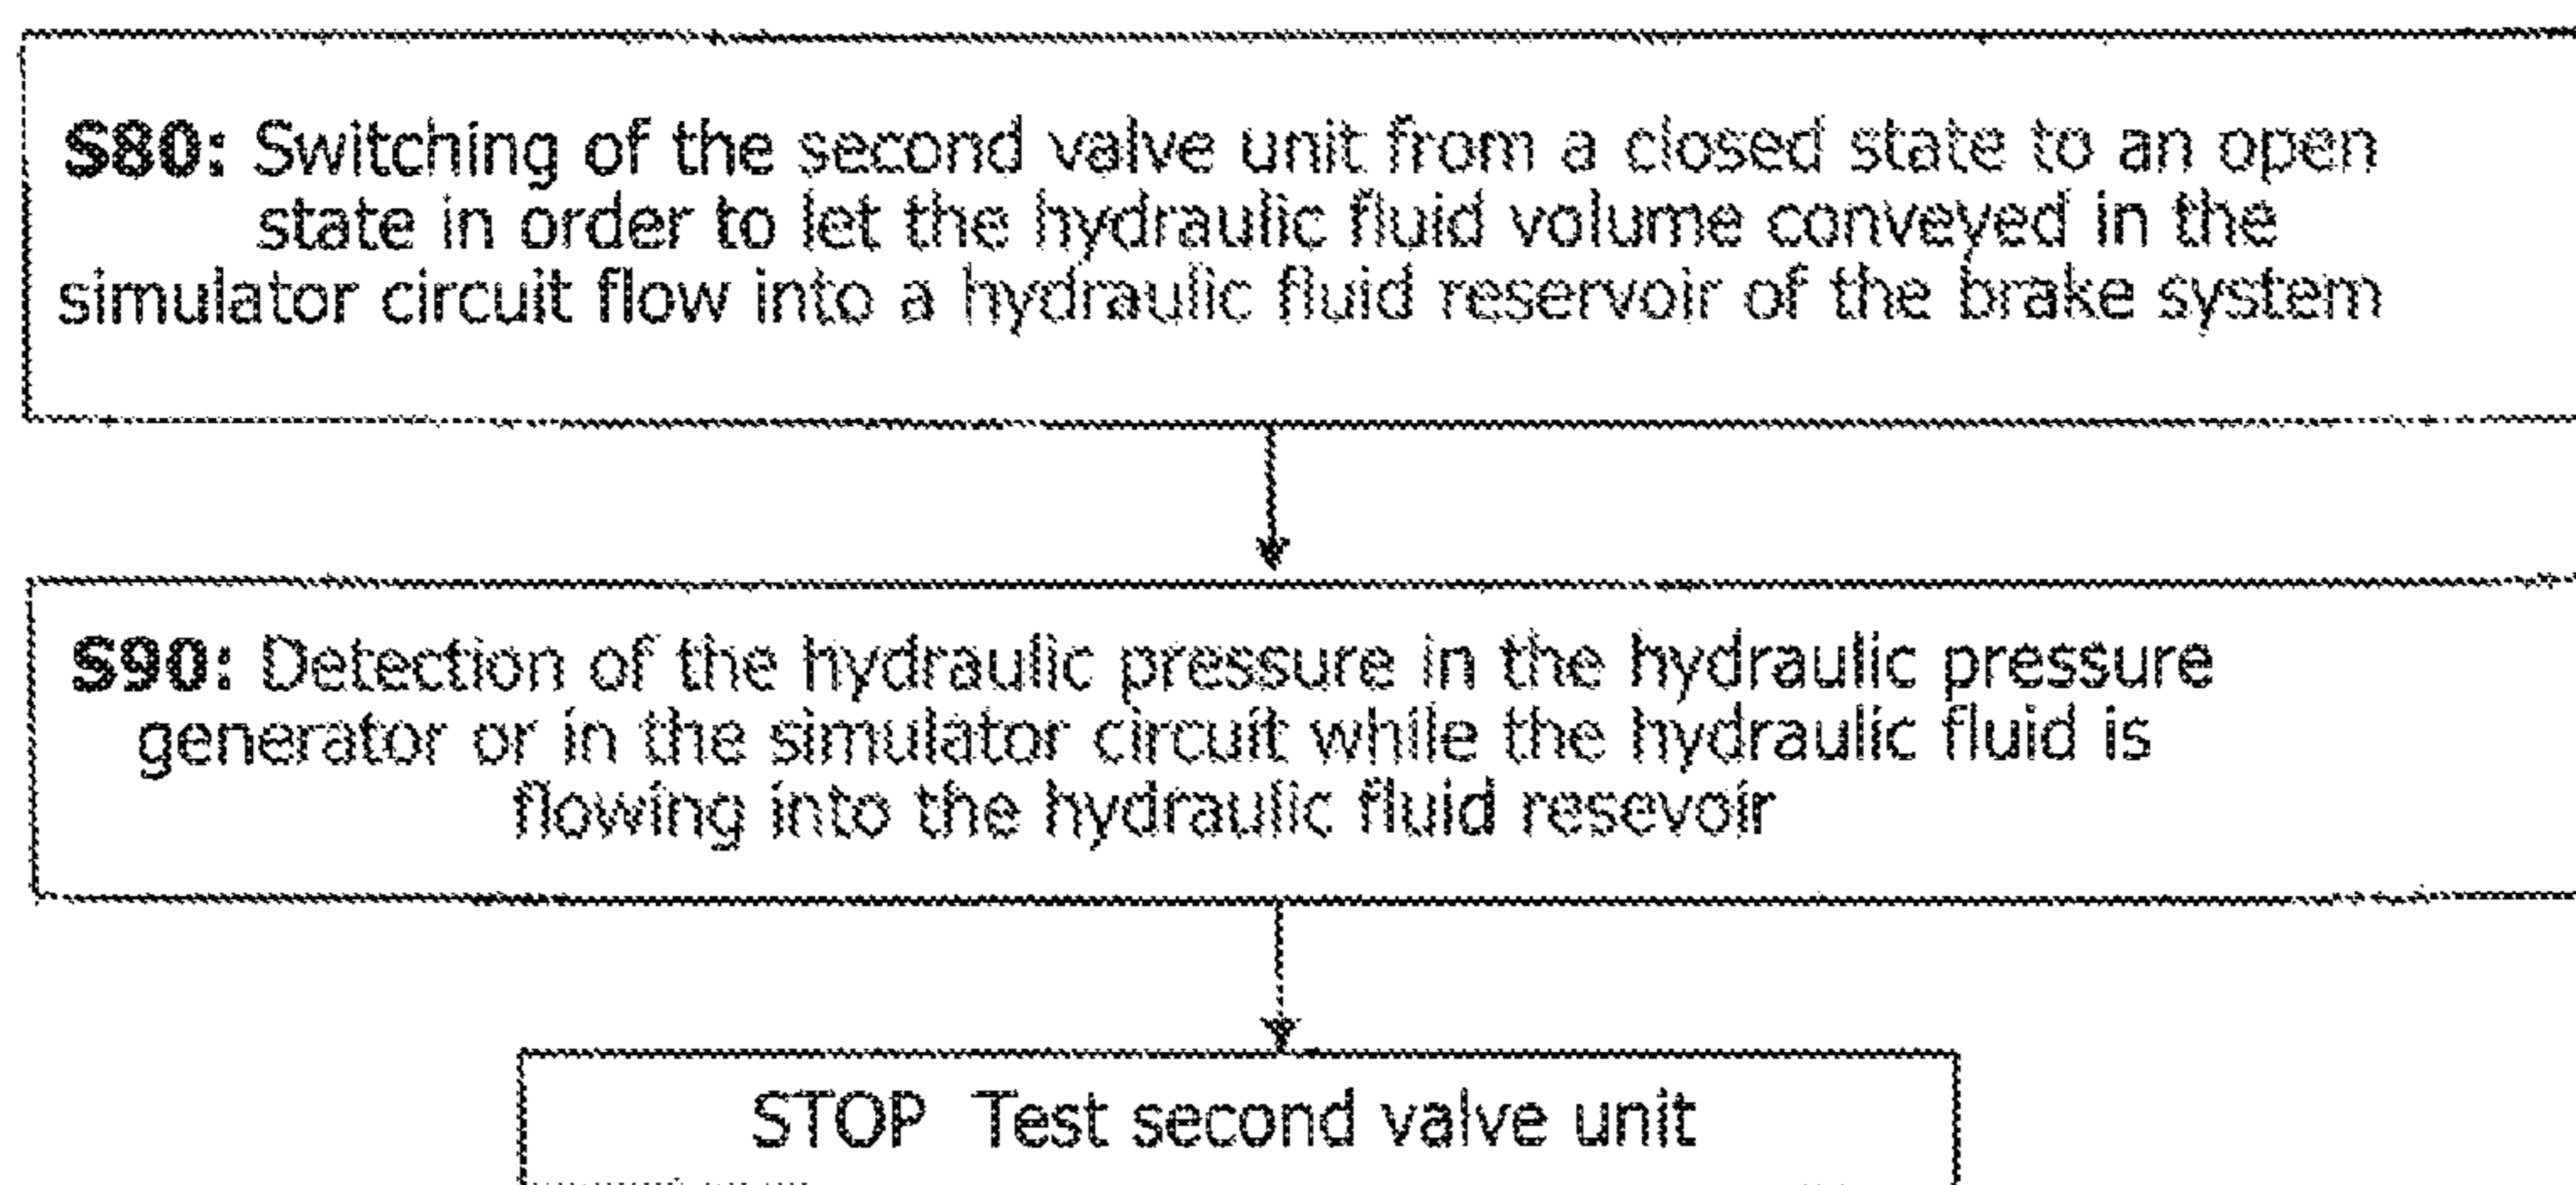 S80: Switching of the second valve unit from a closed state to an open
state in order to let the hydraulic fluid volume conveyed in the
simulator circuit flow into a hydraulic fluid reservoir of the brake system
S90: Detection of the hydraulic pressure in the hydraulic pressure
generator or in the simulator circuit while the hydraulic fluid is
flowing into the hydraulic fluid resevoir
STOP Test second valve unit